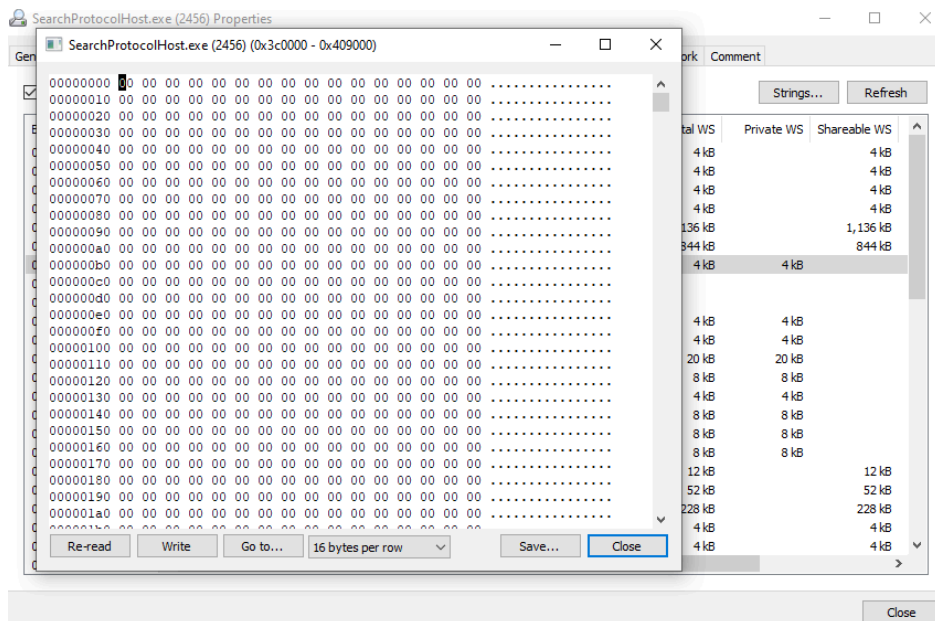 SearchProtocolHost.exe (2456) Properties
SearchProtocolHost.exe (2456) (0x3c0000 - 0x409000)
Gen
ork Comment
Strings... Refresh
00000000 00 00 00 00 00 00 00 00 00 00 00 00 00 00 00 00 ................
00000010 00 00 00 00 00 00 00 00 00 00 00 00 00 00 00 00 ................
00000020 00 00 00 00 00 00 00 00 00 00 00 00 00 00 00 00 ................
00000030 00 00 00 00 00 00 00 00 00 00 00 00 00 00 00 00 ................
00000040 00 00 00 00 00 00 00 00 00 00 00 00 00 00 00 00 ................
00000050 00 00 00 00 00 00 00 00 00 00 00 00 00 00 00 00 ................
00000060 00 00 00 00 00 00 00 00 00 00 00 00 00 00 00 00 ................
00000070 00 00 00 00 00 00 00 00 00 00 00 00 00 00 00 00 ................
00000080 00 00 00 00 00 00 00 00 00 00 00 00 00 00 00 00 ................
00000090 00 00 00 00 00 00 00 00 00 00 00 00 00 00 00 00 ................
000000a0 00 00 00 00 00 00 00 00 00 00 00 00 00 00 00 00 ................
000000b0 00 00 00 00 00 00 00 00 00 00 00 00 00 00 00 00 ................
000000c0 00 00 00 00 00 00 00 00 00 00 00 00 00 00 00 00 ................
000000d0 00 00 00 00 00 00 00 00 00 00 00 00 00 00 00 00 ................
000000e0 00 00 00 00 00 00 00 00 00 00 00 00 00 00 00 00 ................
000000f0 00 00 00 00 00 00 00 00 00 00 00 00 00 00 00 00 ................
00000100 00 00 00 00 00 00 00 00 00 00 00 00 00 00 00 00 ................
00000110 00 00 00 00 00 00 00 00 00 00 00 00 00 00 00 00 ................
00000120 00 00 00 00 00 00 00 00 00 00 00 00 00 00 00 00 ................
00000130 00 00 00 00 00 00 00 00 00 00 00 00 00 00 00 00 ................
00000140 00 00 00 00 00 00 00 00 00 00 00 00 00 00 00 00 ................
00000150 00 00 00 00 00 00 00 00 00 00 00 00 00 00 00 00 ................
00000160 00 00 00 00 00 00 00 00 00 00 00 00 00 00 00 00 ................
00000170 00 00 00 00 00 00 00 00 00 00 00 00 00 00 00 00 ................
00000180 00 00 00 00 00 00 00 00 00 00 00 00 00 00 00 00 ................
00000190 00 00 00 00 00 00 00 00 00 00 00 00 00 00 00 00 ................
000001a0 00 00 00 00 00 00 00 00 00 00 00 00 00 00 00 00 ................
Re-read Write Go to... 16 bytes per row Save... Close
tal WS Private WS Shareable WS
4 kB 4 kB
4 kB 4 kB
4 kB 4 kB
4 kB 4 kB
136 kB 1,136 kB
844 kB 844 kB
4 kB 4 kB
4 kB 4 kB
4 kB 4 kB
20 kB 20 kB
8 kB 8 kB
4 kB 4 kB
8 kB 8 kB
8 kB 8 kB
8 kB 8 kB
12 kB 12 kB
52 kB 52 kB
228 kB 228 kB
4 kB 4 kB
4 kB 4 kB
Close